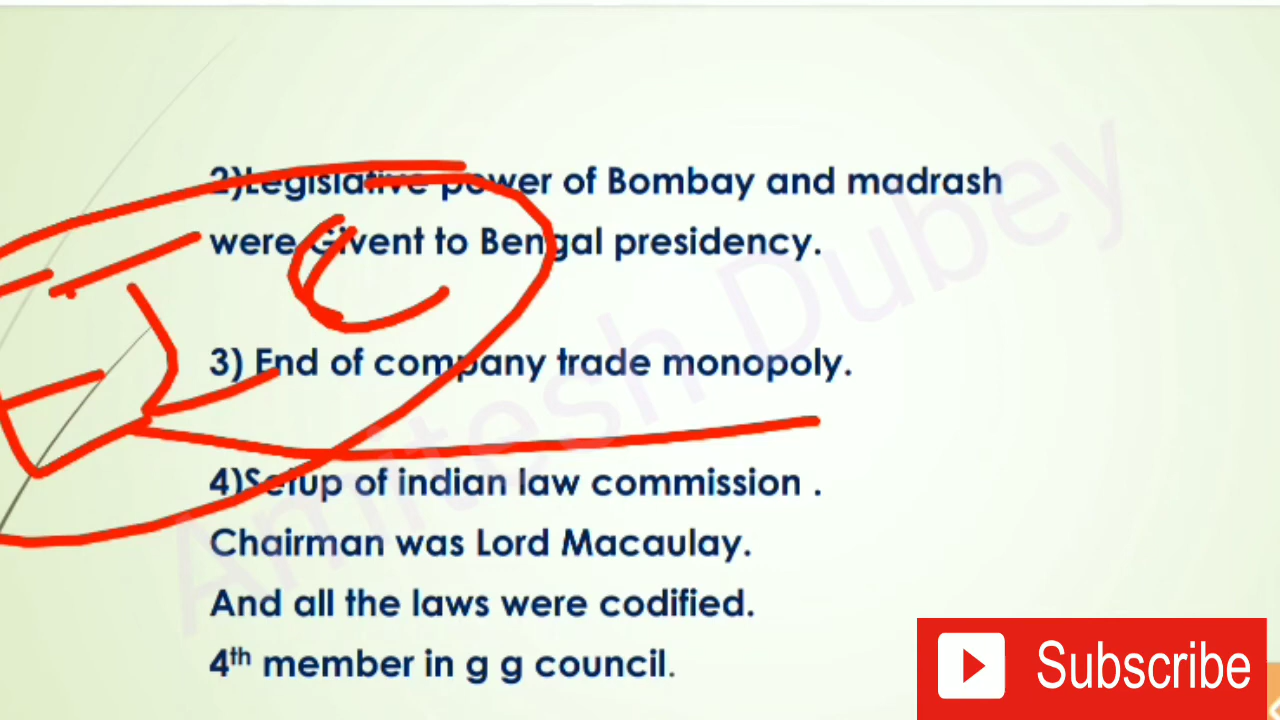 2)Legislative power of Bombay and madrash
were Givent to Bengal presidency.
3) End of company trade monopoly.
4)Setup of indian law commission .
Chairman was Lord Macaulay.
And all the laws were codified.
4th member in g g council.
Amitesh Dubey
Subscribe